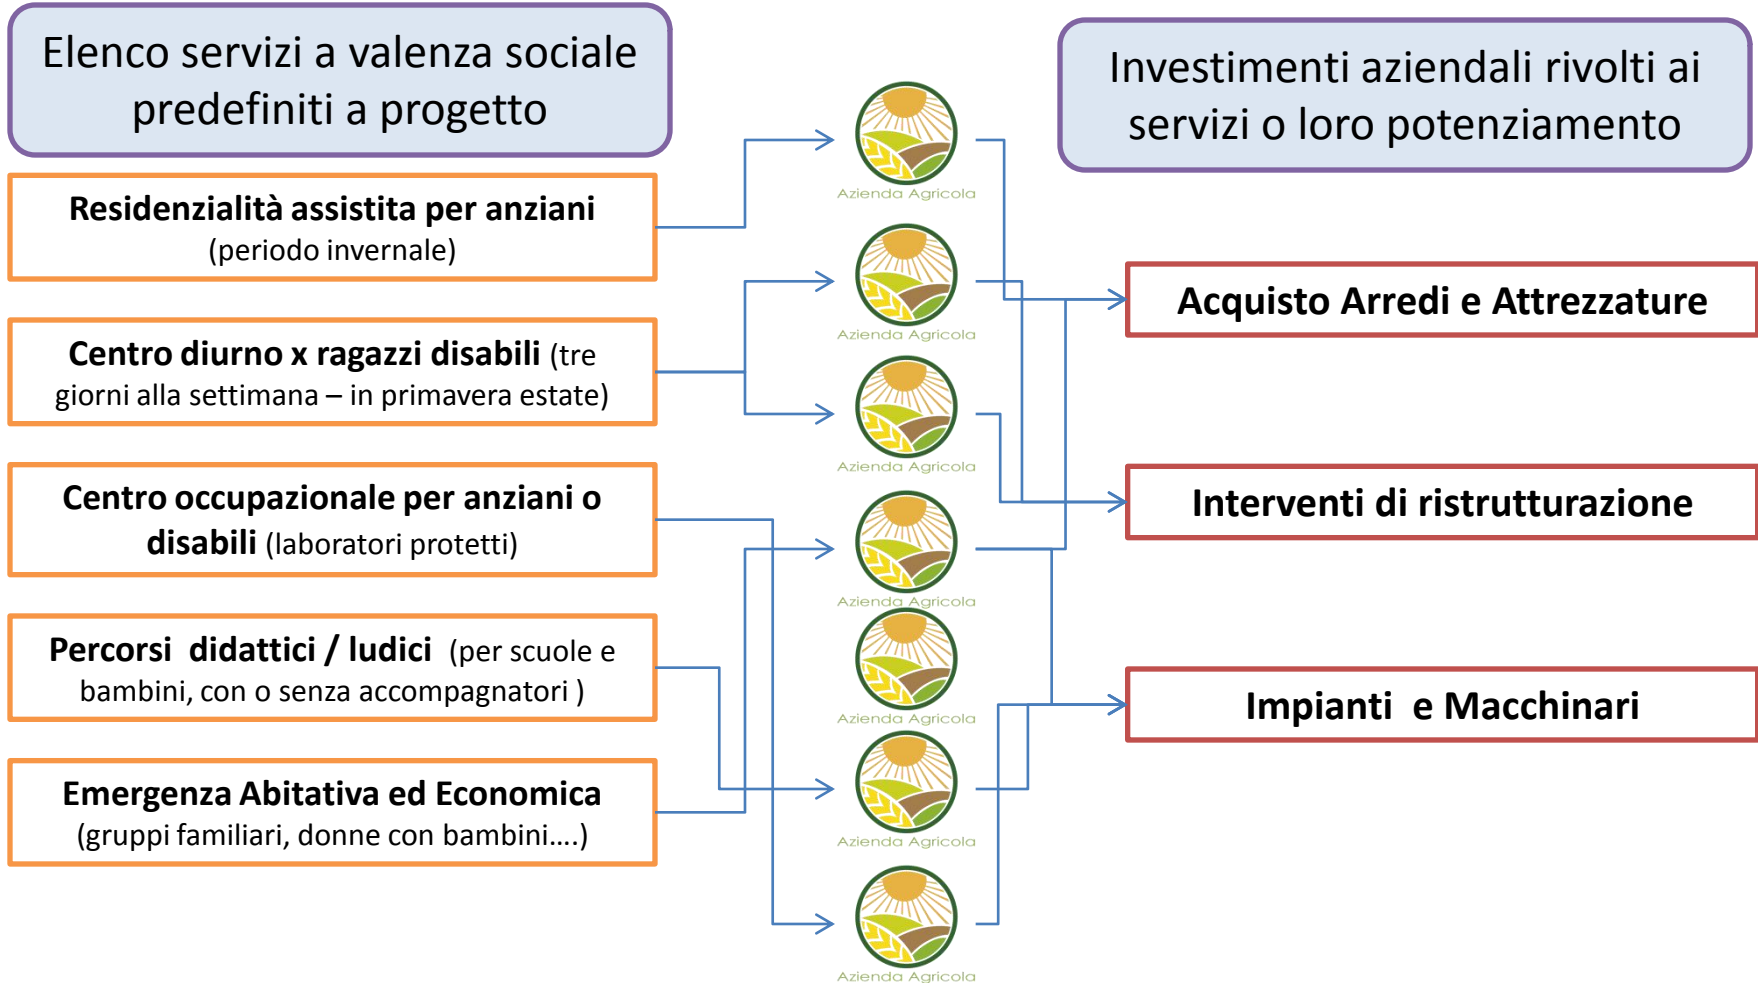 Elenco servizi a valenza sociale
predefiniti a progetto
Investimenti aziendali rivolti ai
servizi o loro potenziamento
Residenzialità assistita per anziani
(periodo invernale)
Centro diurno x ragazzi disabili (tre
giorni alla settimana – in primavera estate)
Centro occupazionale per anziani o
disabili (laboratori protetti)
Percorsi didattici / ludici (per scuole e
bambini, con o senza accompagnatori )
Emergenza Abitativa ed Economica
(gruppi familiari, donne con bambini....)
Azienda Agricola
Azienda Agricola
Azienda Agricola
Azienda Agricola
Azienda Agricola
Azienda Agricola
Azienda Agricola
Acquisto Arredi e Attrezzature
Interventi di ristrutturazione
Impianti e Macchinari